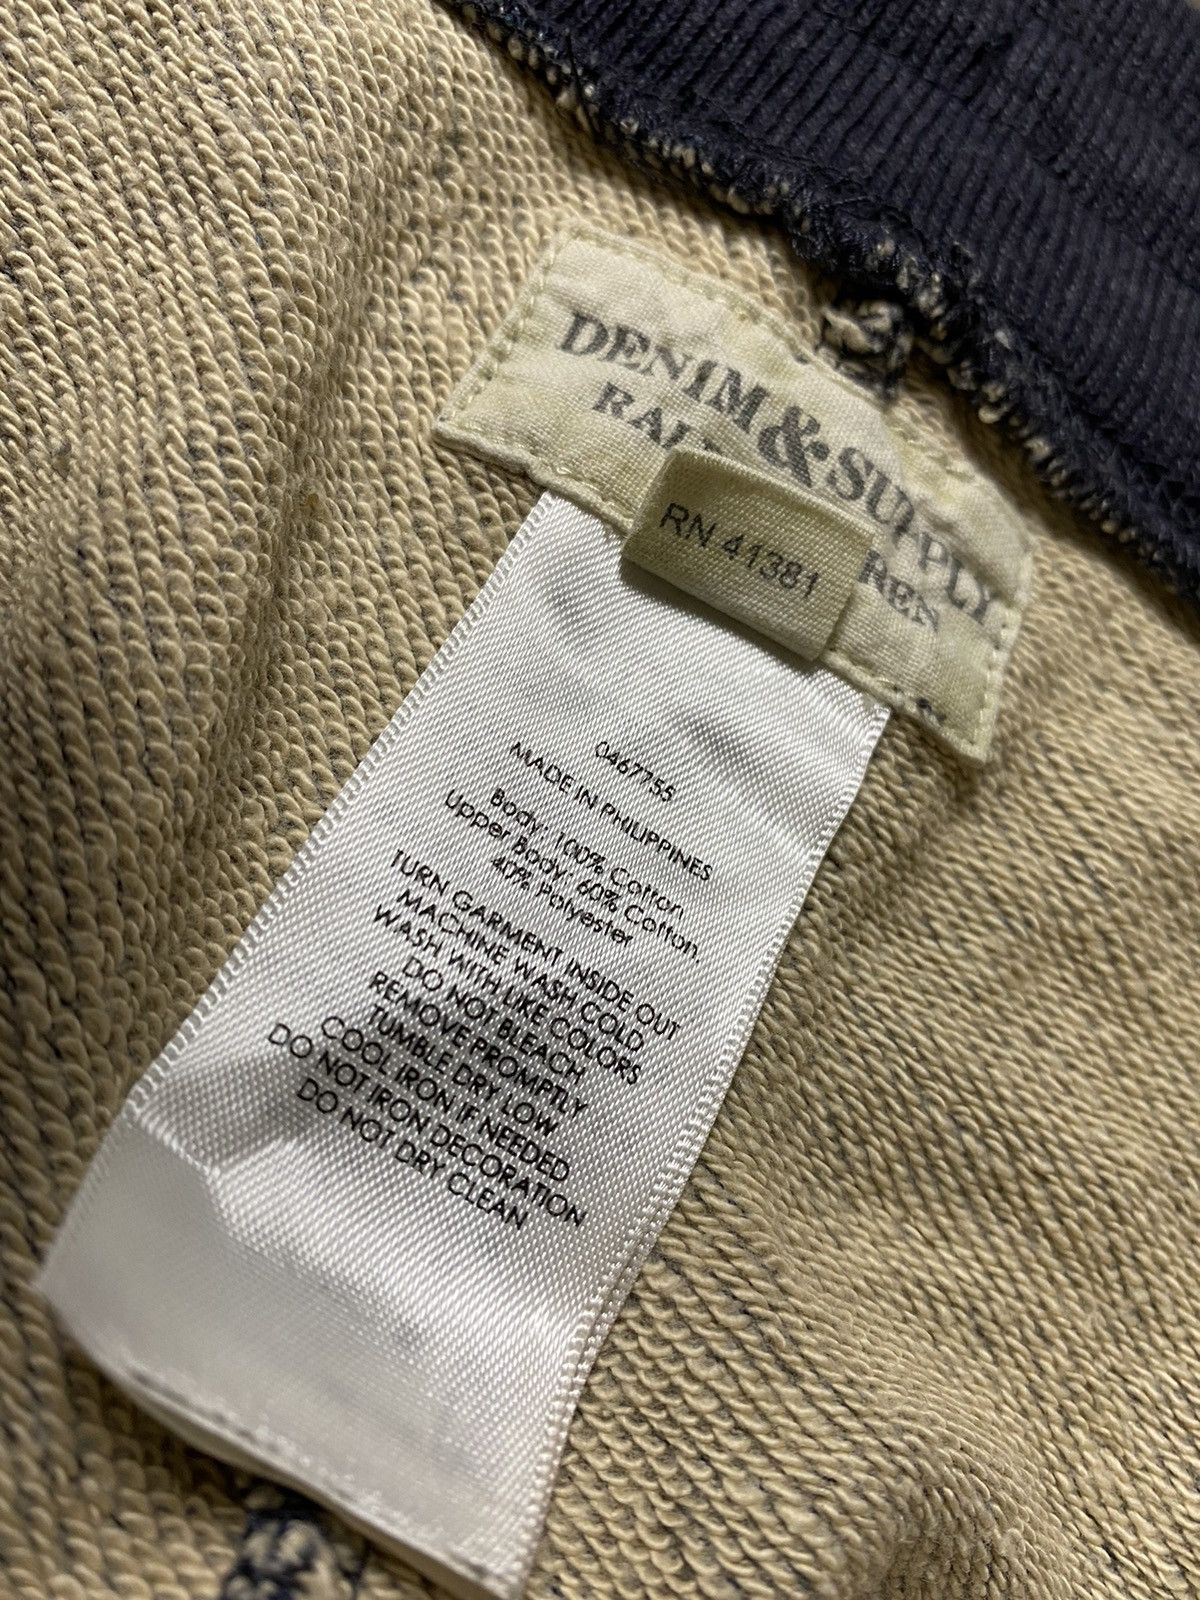 DENIM & SUPPLY
RN 41381
0467755
MADE IN PHILIPPINES
Body: 100% Cotton
Upper Body: 60% Cotton,
40% Polyester
TURN GARMENT INSIDE OUT
MACHINE WASH COLD
WASH WITH LIKE COLORS
DO NOT BLEACH
REMOVE PROMPTLY
TUMBLE DRY LOW
COOL IRON IF NEEDED
DO NOT IRON DECORATION
DO NOT DRY CLEAN